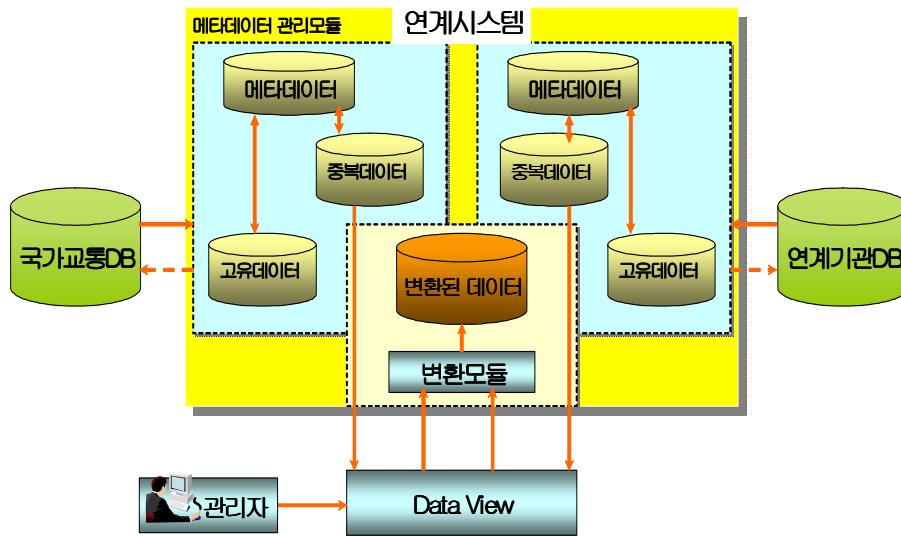 연계시스템
메타데이터 관리모듈
메타데이터
메타데이터
중복데이터
중복데이터
국가교통DB
고유데이터
변환된 데이터
고유데이터
연계기관DB
변환모듈
관리자
Data View